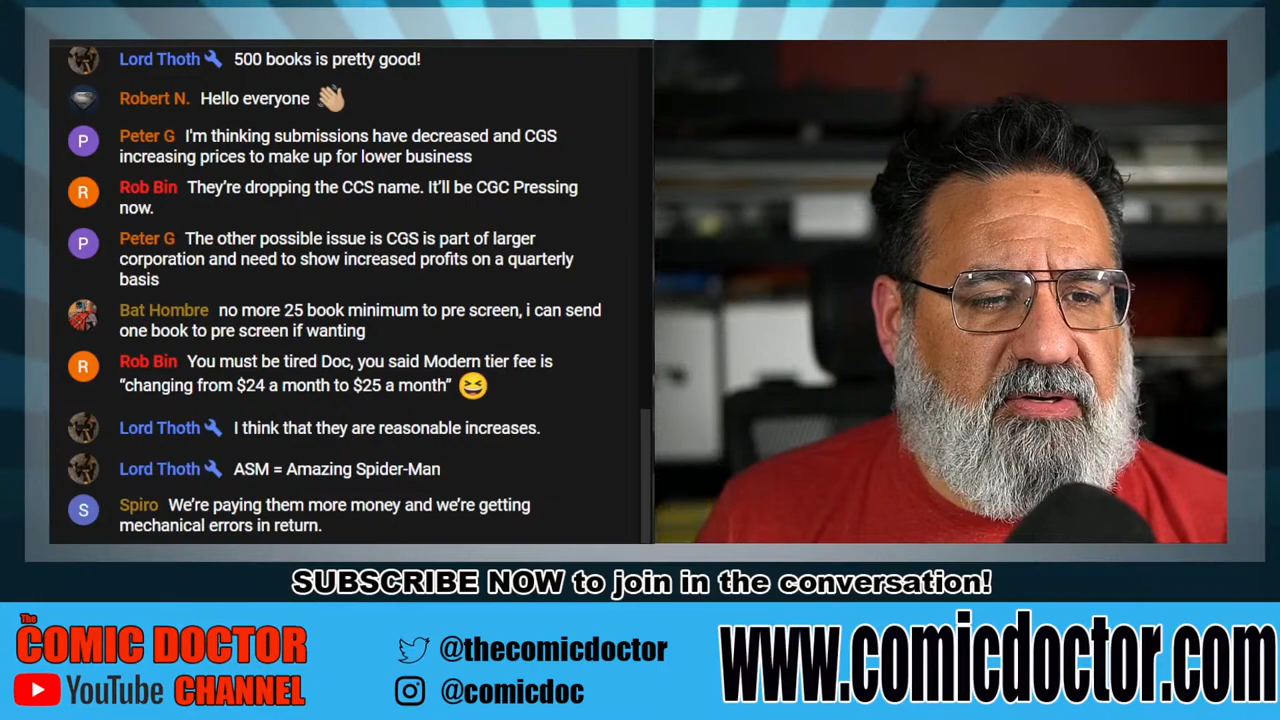 Lord Thoth 500 books is pretty good!
Robert N. Hello everyone 👋🏼
P Peter G I'm thinking submissions have decreased and CGS
increasing prices to make up for lower business
R Rob Bin They’re dropping the CCS name. It’ll be CGC Pressing
now.
P Peter G The other possible issue is CGS is part of larger
corporation and need to show increased profits on a quarterly
basis
Bat Hombre no more 25 book minimum to pre screen, i can send
one book to pre screen if wanting
R Rob Bin You must be tired Doc, you said Modern tier fee is
“changing from $24 a month to $25 a month” 😆
Lord Thoth I think that they are reasonable increases.
Lord Thoth ASM = Amazing Spider-Man
S Spiro We’re paying them more money and we’re getting
mechanical errors in return.
SUBSCRIBE NOW to join in the conversation!
The
COMIC DOCTOR
YouTube CHANNEL
@thecomicdoctor
@comicdoc
www.comicdoctor.com